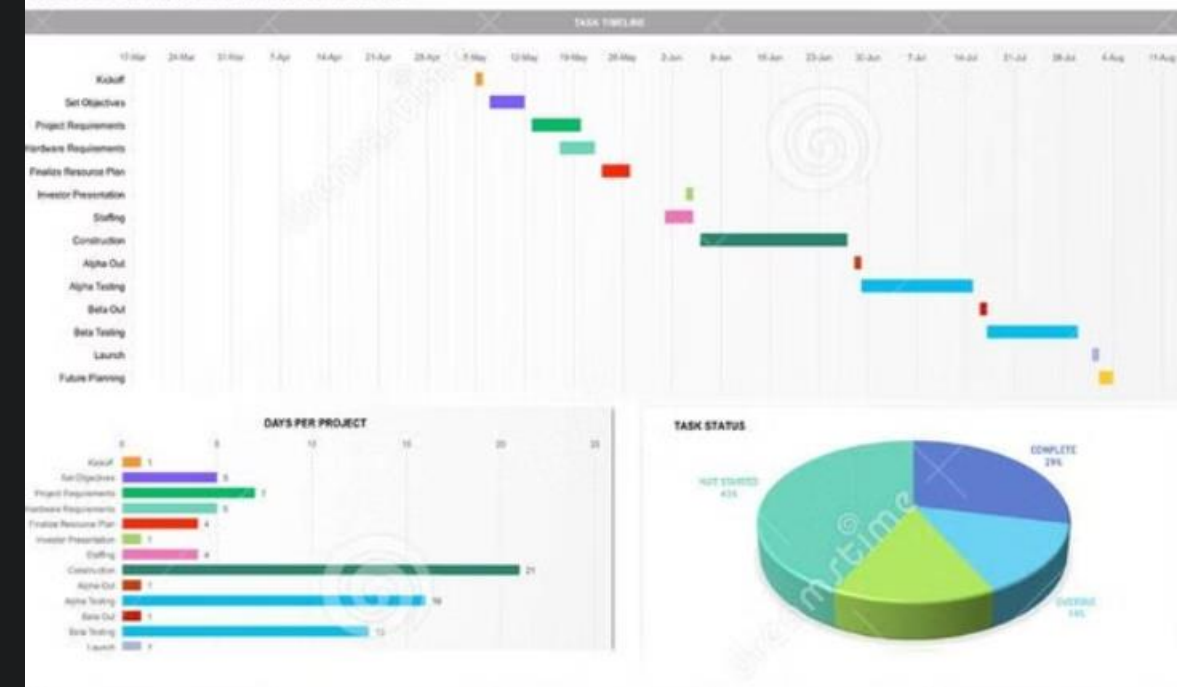 TASK TIMELINE
17-Mar 24-Mar 31-Mar 7-Apr 14-Apr 21-Apr 28-Apr 5-May 12-May 19-May 26-May 2-Jun 9-Jun 16-Jun 23-Jun 30-Jun 7-Jul 14-Jul 21-Jul 28-Jul 4-Aug 11-Aug
Kickoff
Set Objectives
Project Requirements
Hardware Requirements
Finalize Resource Plan
Investor Presentation
Staffing
Construction
Alpha Out
Alpha Testing
Beta Out
Beta Testing
Launch
Future Planning
DAYS PER PROJECT
0 5 10 15 20 25
Kickoff 1
Set Objectives 5
Project Requirements 7
Hardware Requirements 5
Finalize Resource Plan 4
Investor Presentation 1
Staffing 4
Construction 21
Alpha Out 1
Alpha Testing 16
Beta Out 1
Beta Testing 13
Launch
TASK STATUS
COMPLETE
29%
NOT STARTED
OVERDUE
14%
dreamstime